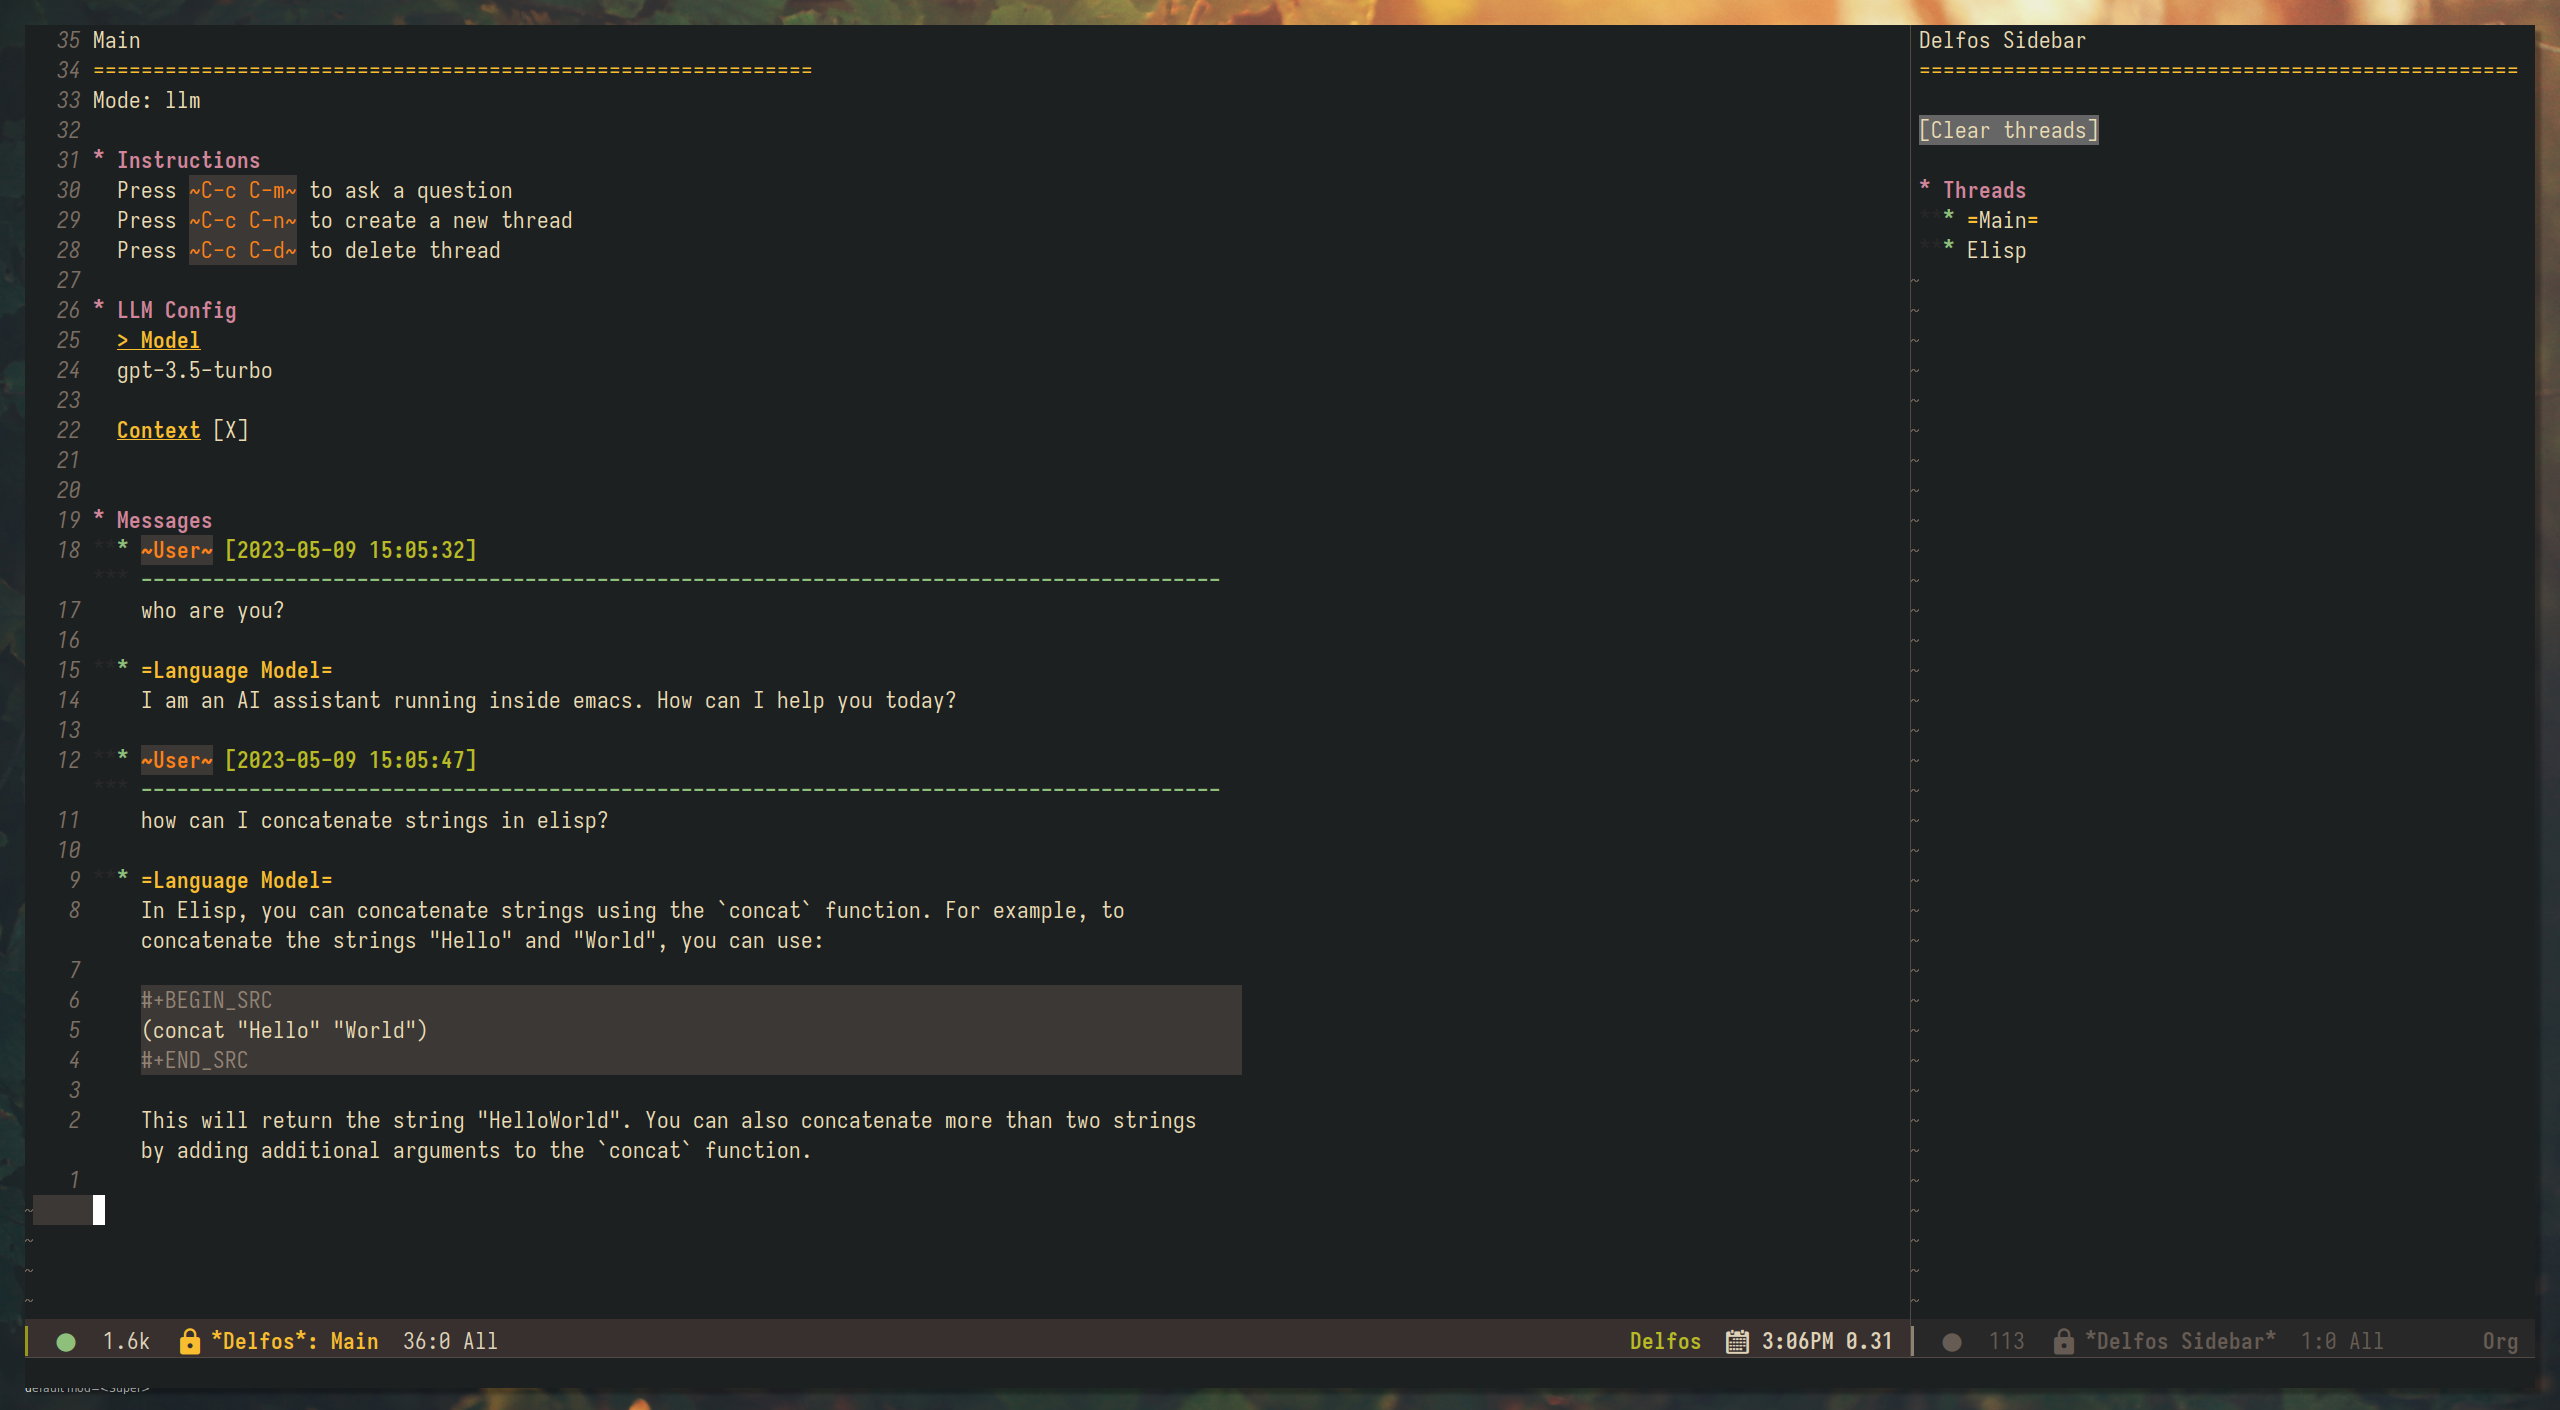 35 Main
34 ============================================================
33 Mode: llm
32
31 * Instructions
30 Press ~C-c C-m~ to ask a question
29 Press ~C-c C-n~ to create a new thread
28 Press ~C-c C-d~ to delete thread
27
26 * LLM Config
25 > Model
24 gpt-3.5-turbo
23
22 Context [X]
21
20
19 * Messages
18 * ~User~ [2023-05-09 15:05:32]
------------------------------------------------------------------------------------------
17 who are you?
16
15 * =Language Model=
14 I am an AI assistant running inside emacs. How can I help you today?
13
12 * ~User~ [2023-05-09 15:05:47]
------------------------------------------------------------------------------------------
11 how can I concatenate strings in elisp?
10
9 * =Language Model=
8 In Elisp, you can concatenate strings using the `concat` function. For example, to
concatenate the strings "Hello" and "World", you can use:
7
6 #+BEGIN_SRC
5 (concat "Hello" "World")
4 #+END_SRC
3
2 This will return the string "HelloWorld". You can also concatenate more than two strings
by adding additional arguments to the `concat` function.
1
1.6k *Delfos*: Main 36:0 All Delfos 3:06PM 0.31
Delfos Sidebar
==================================================
[Clear threads]
* Threads
* =Main=
* Elisp
113 *Delfos Sidebar* 1:0 All Org